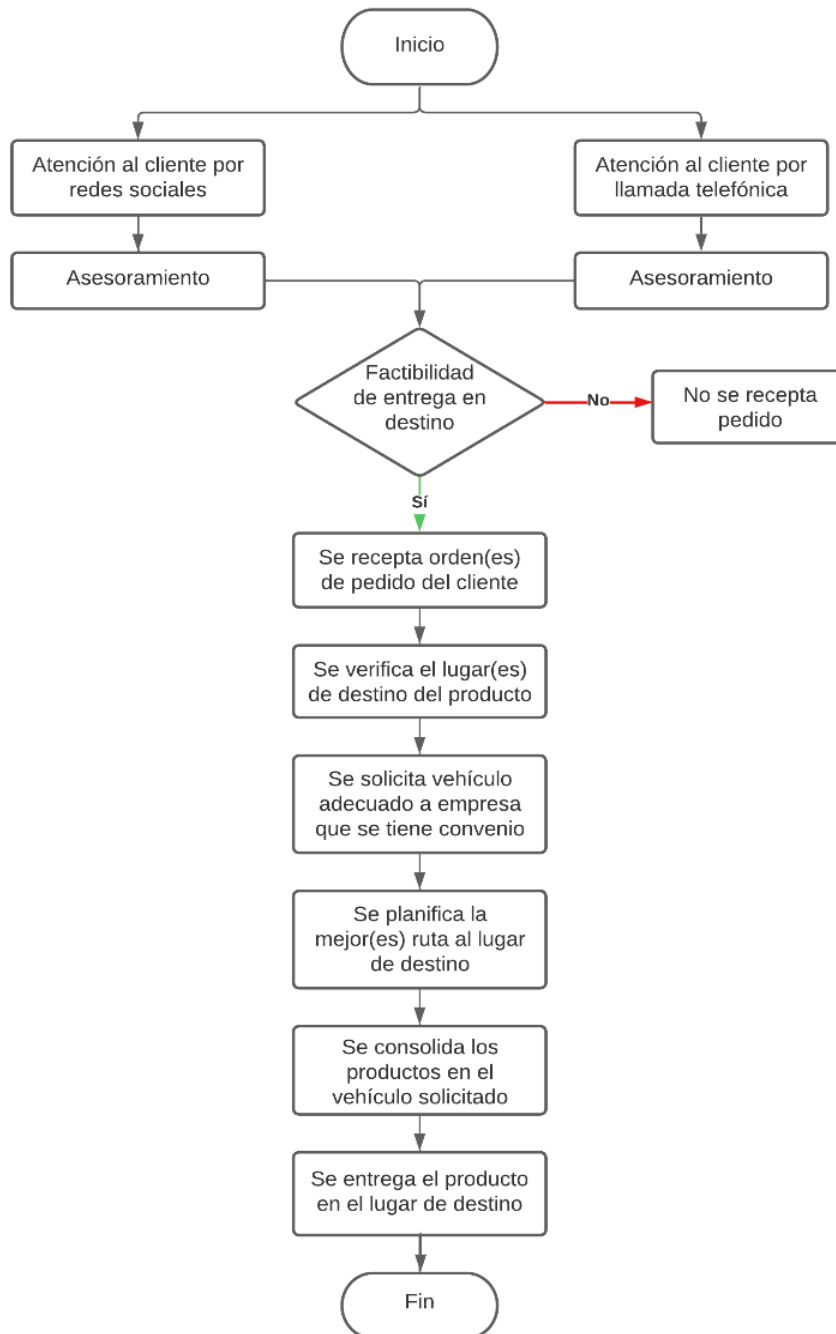 Inicio
Atención al cliente por
redes sociales
Atención al cliente por
llamada telefónica
Asesoramiento
Asesoramiento
Factibilidad
de entrega en
destino
No
No se recepta
pedido
Sí
Se recepta orden(es)
de pedido del cliente
Se verifica el lugar(es)
de destino del producto
Se solicita vehículo
adecuado a empresa
que se tiene convenio
Se planifica la
mejor(es) ruta al lugar
de destino
Se consolida los
productos en el
vehículo solicitado
Se entrega el producto
en el lugar de destino
Fin